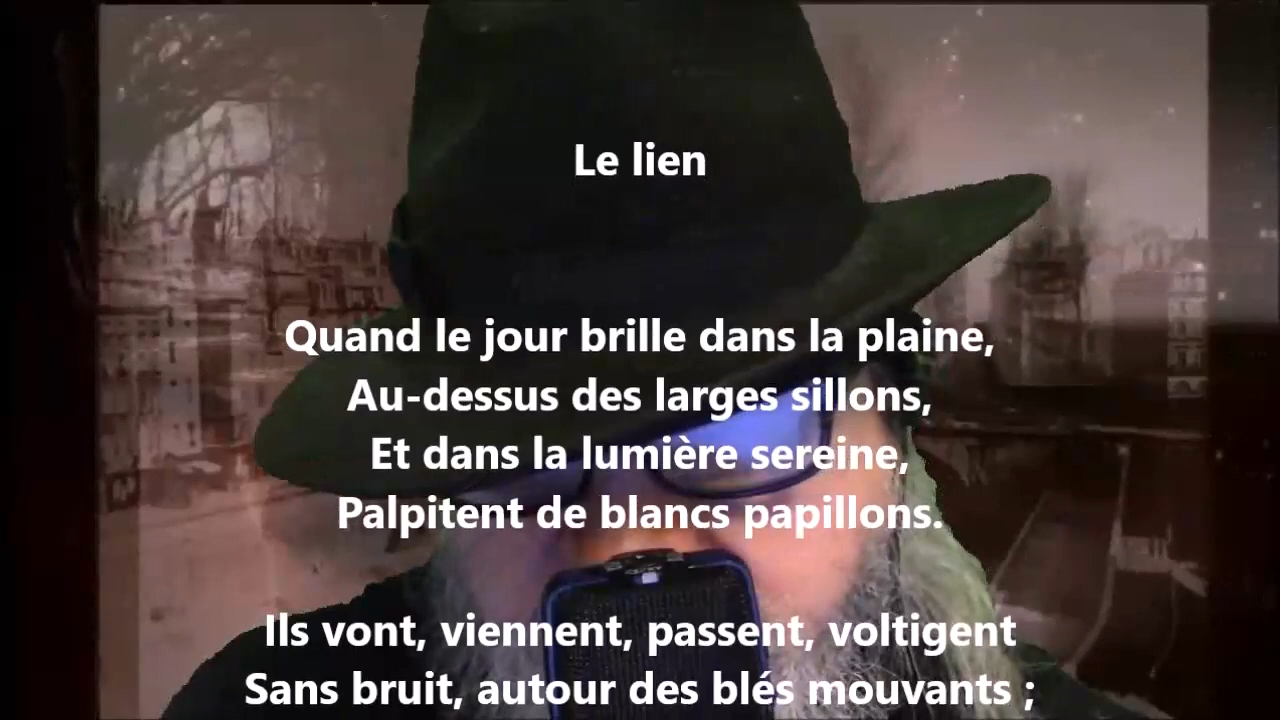 Le lien
Quand le jour brille dans la plaine,
Au-dessus des larges sillons,
Et dans la lumière sereine,
Palpitent de blancs papillons.
Ils vont, viennent, passent, voltigent
Sans bruit, autour des blés mouvants ;